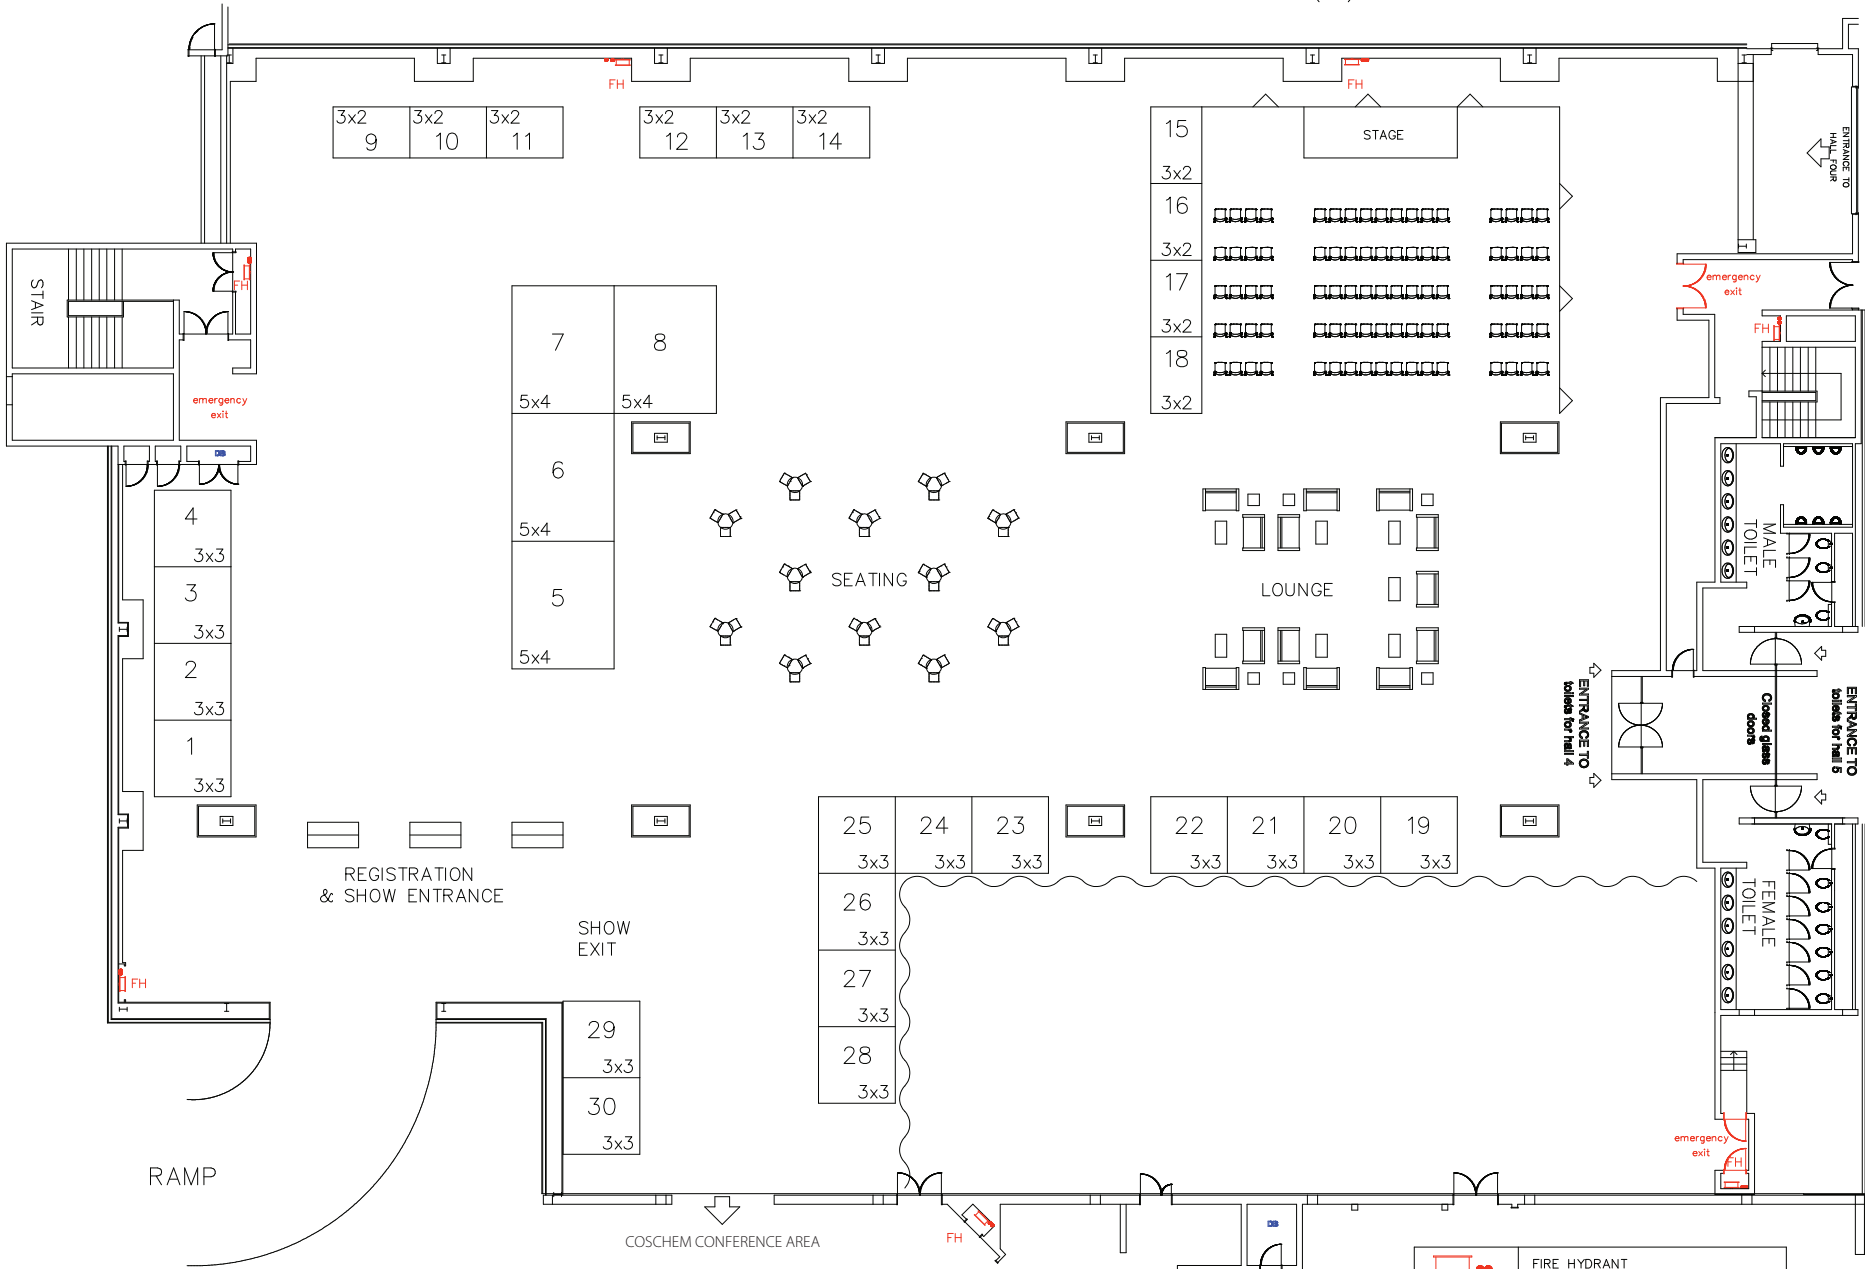 FH
FH
3x2
9
3x2
10
3x2
11
3x2
12
3x2
13
3x2
14
15
3x2
16
3x2
17
3x2
18
3x2
STAGE
ENTRANCE TO
HALL FOUR
STAIR
FH
emergency
exit
DB
emergency
exit
FH
7
5x4
8
5x4
6
5x4
5
5x4
4
3x3
3
3x3
2
3x3
1
3x3
SEATING
LOUNGE
MALE
TOILET
ENTRANCE TO
toilets for hall 4
Closed glass
doors
ENTRANCE TO
toilets for hall 5
FEMALE
TOILET
REGISTRATION
& SHOW ENTRANCE
SHOW
EXIT
25
3x3
24
3x3
23
3x3
22
3x3
21
3x3
20
3x3
19
3x3
26
3x3
27
3x3
28
3x3
29
3x3
30
3x3
FH
RAMP
COSCHEM CONFERENCE AREA
FH
DB
emergency
exit
FH
FIRE HYDRANT